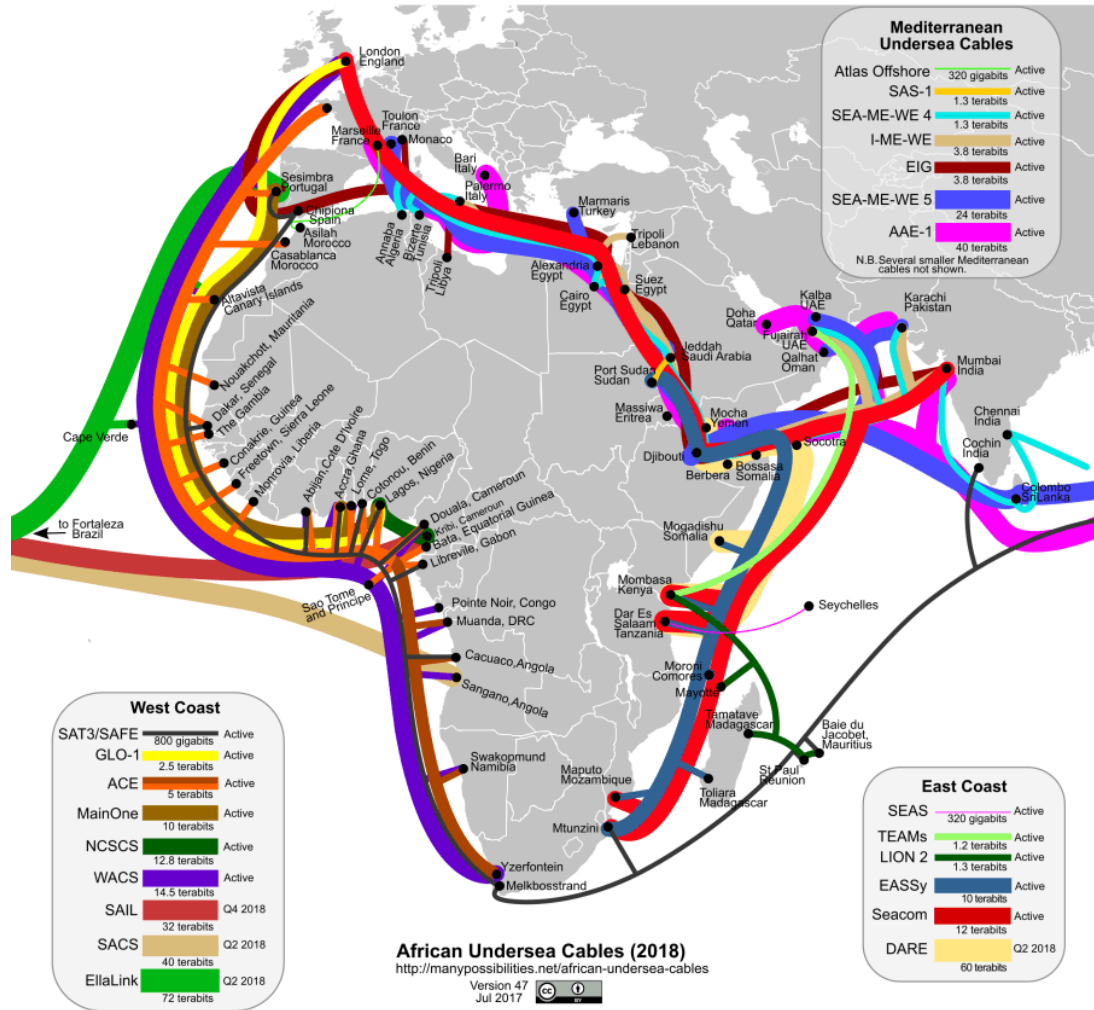 London
England
Toulon
France
Marseille
France
Monaco
Bari
Italy
Palermo
Italy
Sesimbra
Portugal
Chipiona
Spain
Asilah
Morocco
Casablanca
Morocco
Annaba
Algeria
Bizerte
Tunisia
Tripoli
Libya
Marmaris
Turkey
Tripoli
Lebanon
Alexandria
Egypt
Suez
Egypt
Cairo
Egypt
Altavista
Canary Islands
Nouakchott, Mauritania
Dakar, Senegal
The Gambia
Cape Verde
Conakrie, Guinea
Freetown, Sierra Leone
Monrovia, Liberia
Abijan,Cote D'Ivoire
Accra,Ghana
Lome, Togo
Cotonou, Benin
Lagos, Nigeria
Douala, Cameroun
Kribi, Cameroun
Bata, Equatorial Guinea
Libreville, Gabon
to Fortaleza
Brazil
Sao Tome
and Principe
Pointe Noir, Congo
Muanda, DRC
Cacuaco,Angola
Sangano,Angola
Swakopmund
Namibia
Yzerfontein
Melkbosstrand
Doha
Qatar
Kalba
UAE
Fujairah
UAE
Qalhat
Oman
Karachi
Pakistan
Mumbai
India
Chennai
India
Cochin
India
Colombo
SriLanka
Jeddah
Saudi Arabia
Port Sudan
Sudan
Massiwa
Eritrea
Mocha
Yemen
Djibouti
Berbera
Bossasa
Somalia
Socotra
Mogadishu
Somalia
Mombasa
Kenya
Dar Es
Salaam
Tanzania
Seychelles
Moroni
Comores
Mayotte
Tamatave
Madagascar
Baie du
Jacobet,
Mauritius
St Paul
Reunion
Toliara
Madagascar
Maputo
Mozambique
Mtunzini
Mediterranean
Undersea Cables
Atlas Offshore Active
320 gigabits
SAS-1 Active
1.3 terabits
SEA-ME-WE 4 Active
1.3 terabits
I-ME-WE Active
3.8 terabits
EIG Active
3.8 terabits
SEA-ME-WE 5 Active
24 terabits
AAE-1 Active
40 terabits
N.B.Several smaller Mediterranean
cables not shown.
West Coast
SAT3/SAFE Active
800 gigabits
GLO-1 Active
2.5 terabits
ACE Active
5 terabits
MainOne Active
10 terabits
NCSCS Active
12.8 terabits
WACS Active
14.5 terabits
SAIL Q4 2018
32 terabits
SACS Q2 2018
40 terabits
EllaLink Q2 2018
72 terabits
East Coast
SEAS Active
320 gigabits
TEAMs Active
1.2 terabits
LION 2 Active
1.3 terabits
EASSy Active
10 terabits
Seacom Active
12 terabits
DARE Q2 2018
60 terabits
African Undersea Cables (2018)
http://manypossibilities.net/african-undersea-cables
Version 47
Jul 2017
cc
BY